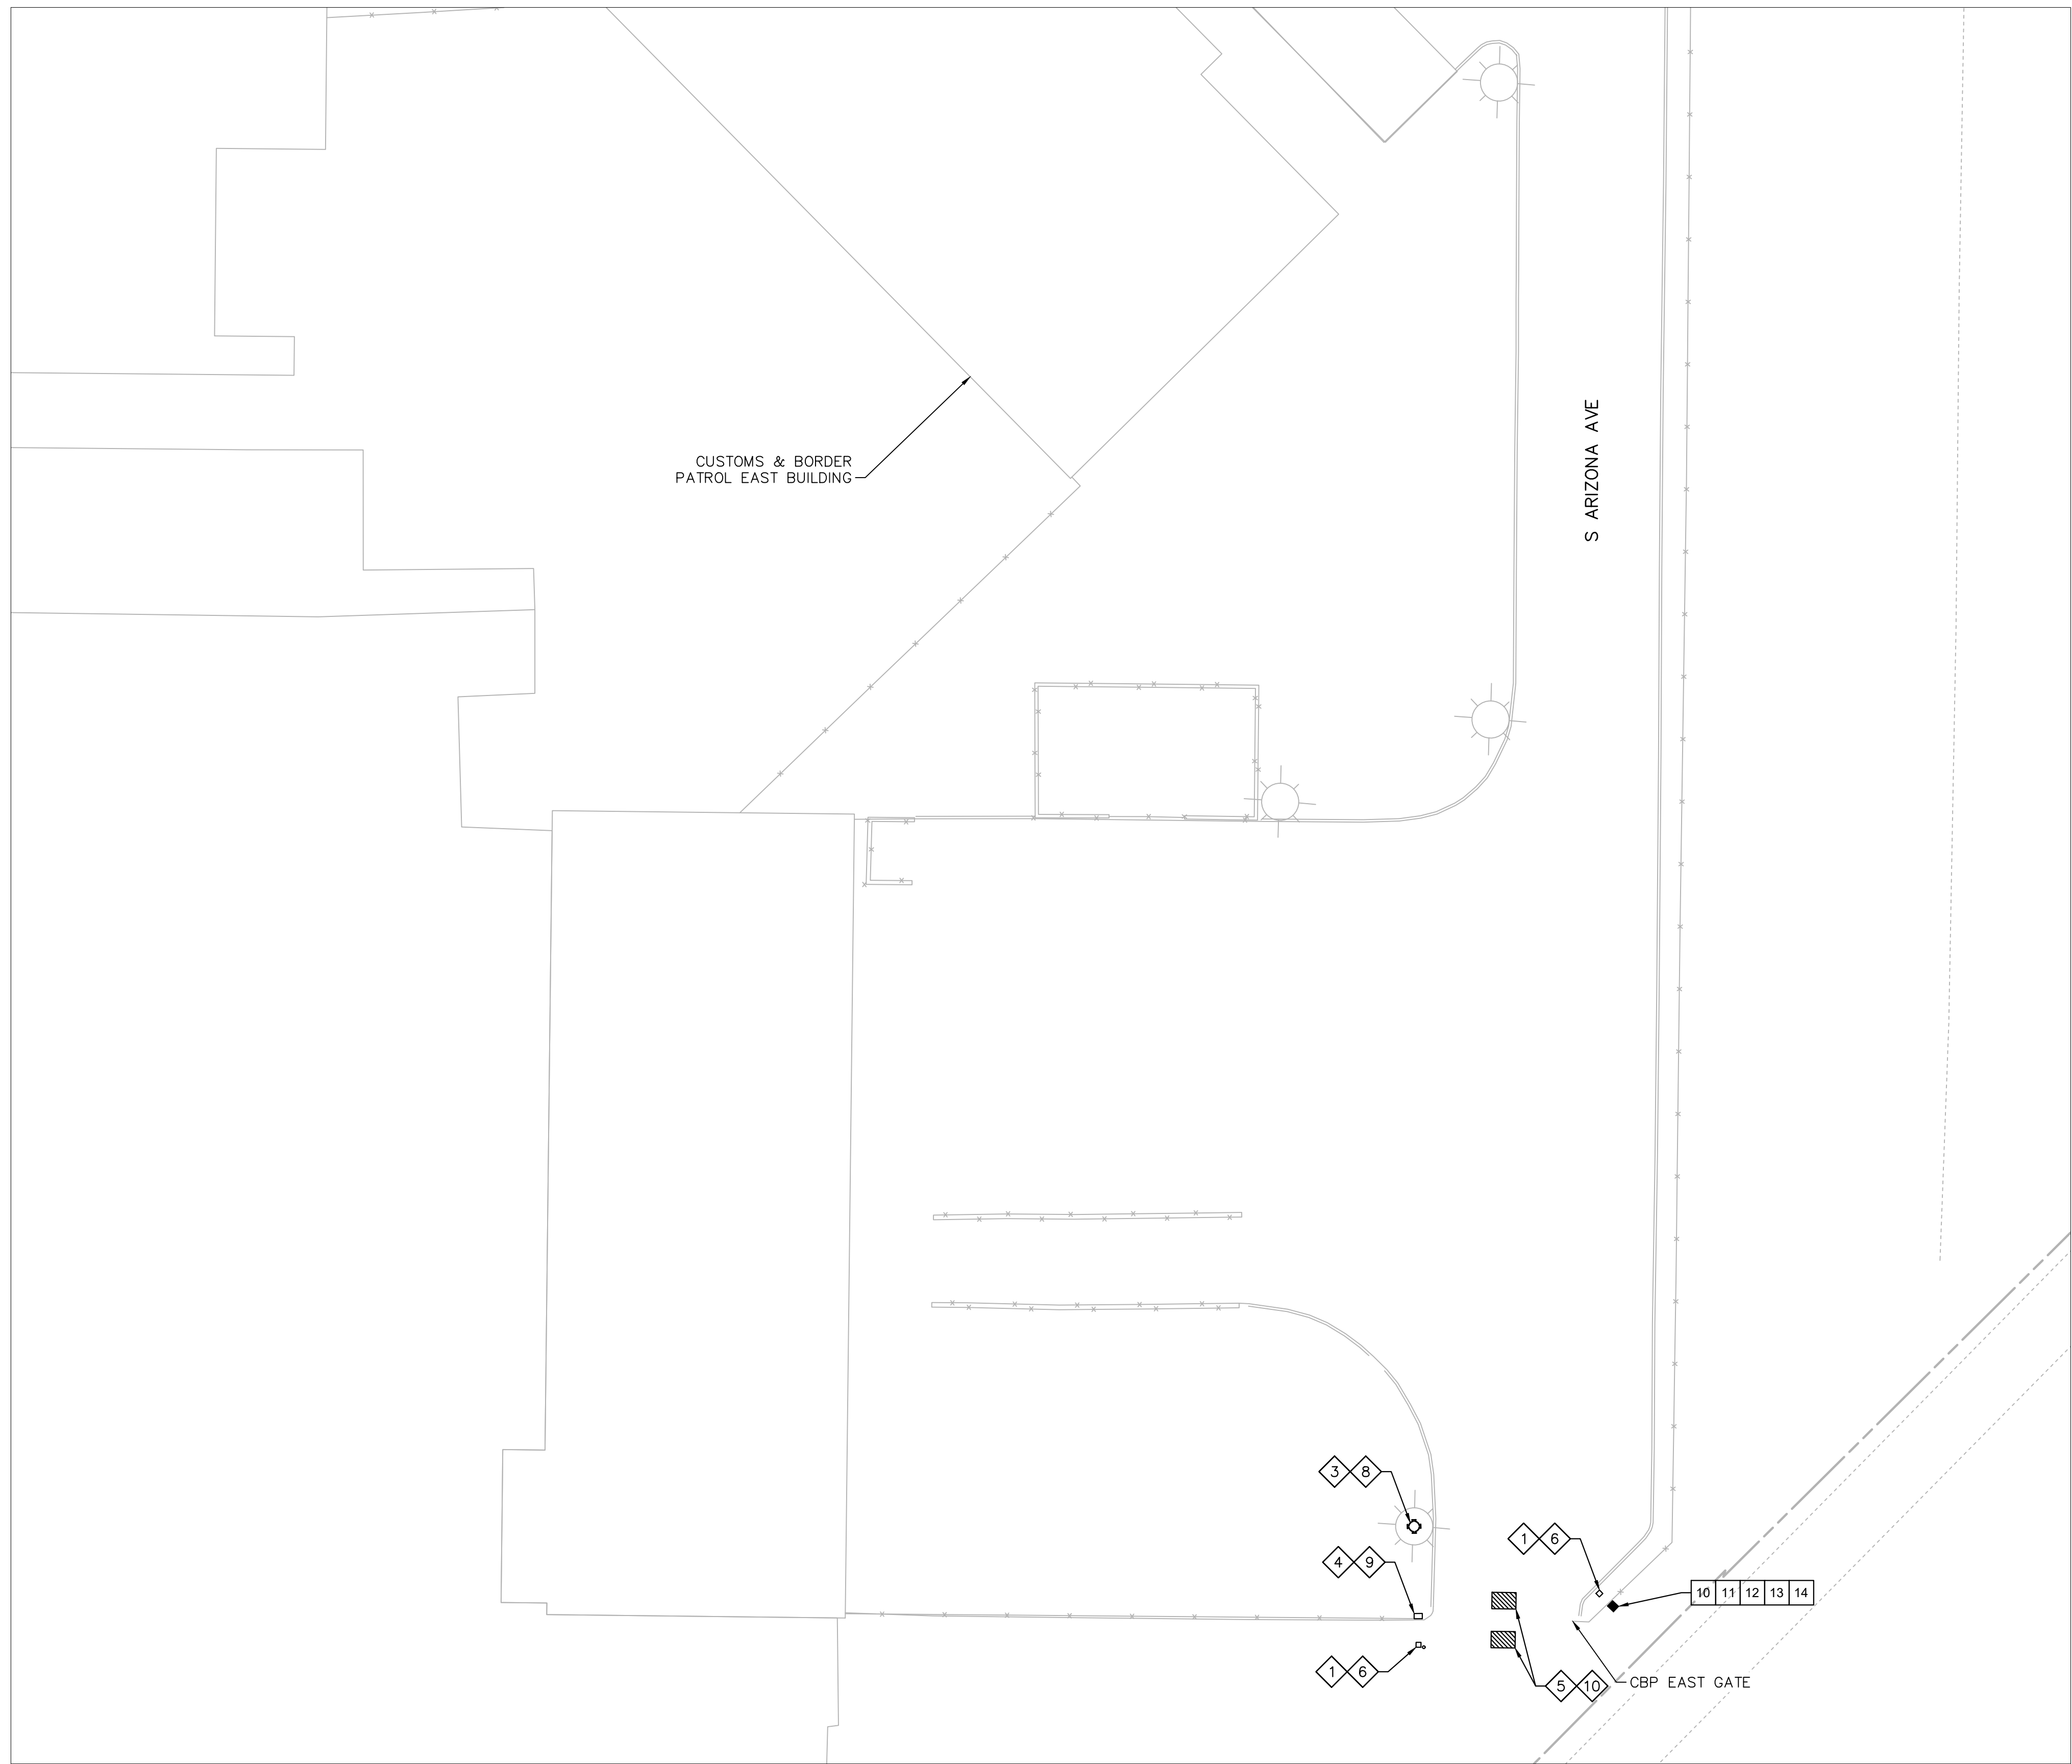 CUSTOMS & BORDER
PATROL EAST BUILDING
S ARIZONA AVE
3 8
4 9
1 6
10 11 12 13 14
1 6
5 10
CBP EAST GATE